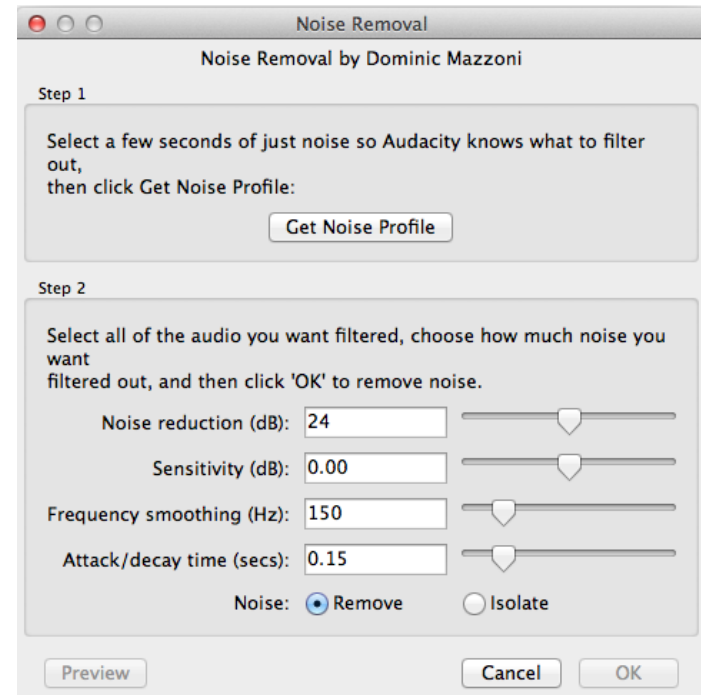 Noise Removal
Noise Removal by Dominic Mazzoni
Step 1
Select a few seconds of just noise so Audacity knows what to filter
out,
then click Get Noise Profile:
Get Noise Profile
Step 2
Select all of the audio you want filtered, choose how much noise you
want
filtered out, and then click 'OK' to remove noise.
Noise reduction (dB): 24
Sensitivity (dB): 0.00
Frequency smoothing (Hz): 150
Attack/decay time (secs): 0.15
Noise: Remove Isolate
Preview Cancel OK